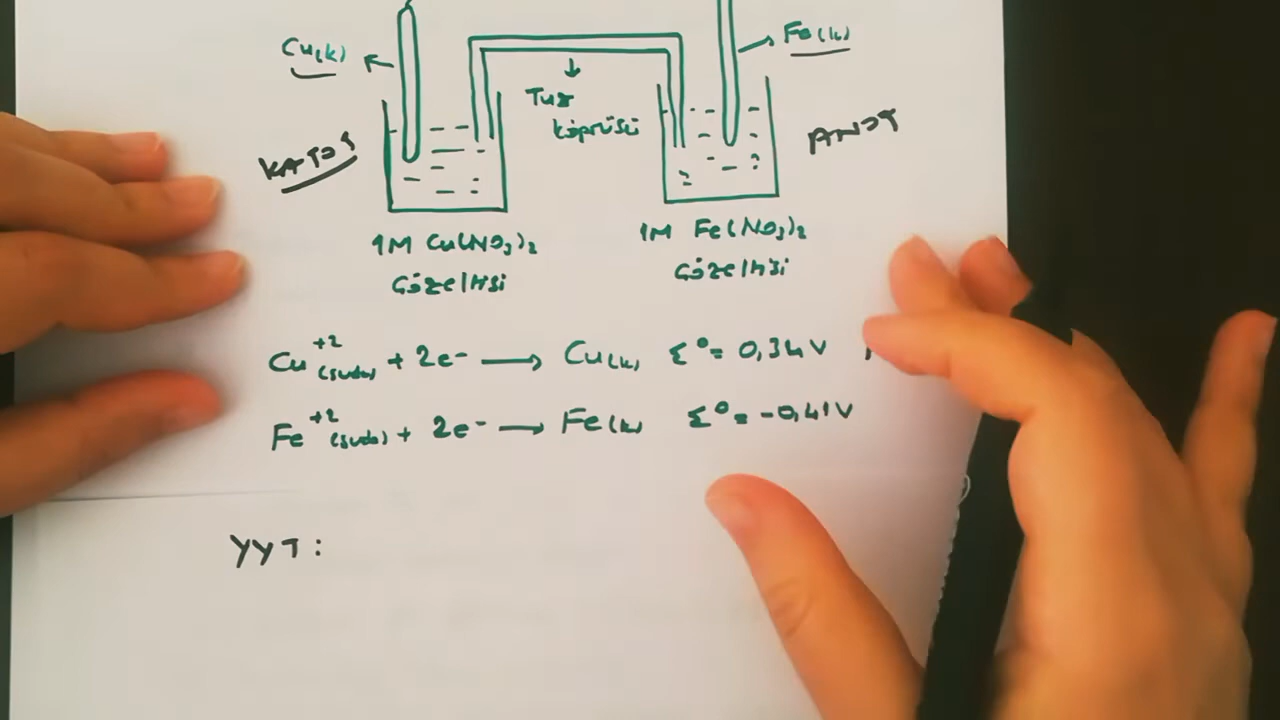 Cu(k)
Fe(k)
Tuz
köprüsü
KATOT
ANOT
1M Cu(NO3)2
çözeltisi
1M Fe(NO3)2
çözeltisi
Cu+2(suda) + 2e- → Cu(k) Ɛ°= 0,34V
Fe+2(suda) + 2e- → Fe(k) Ɛ°= -0,41V
YYT: